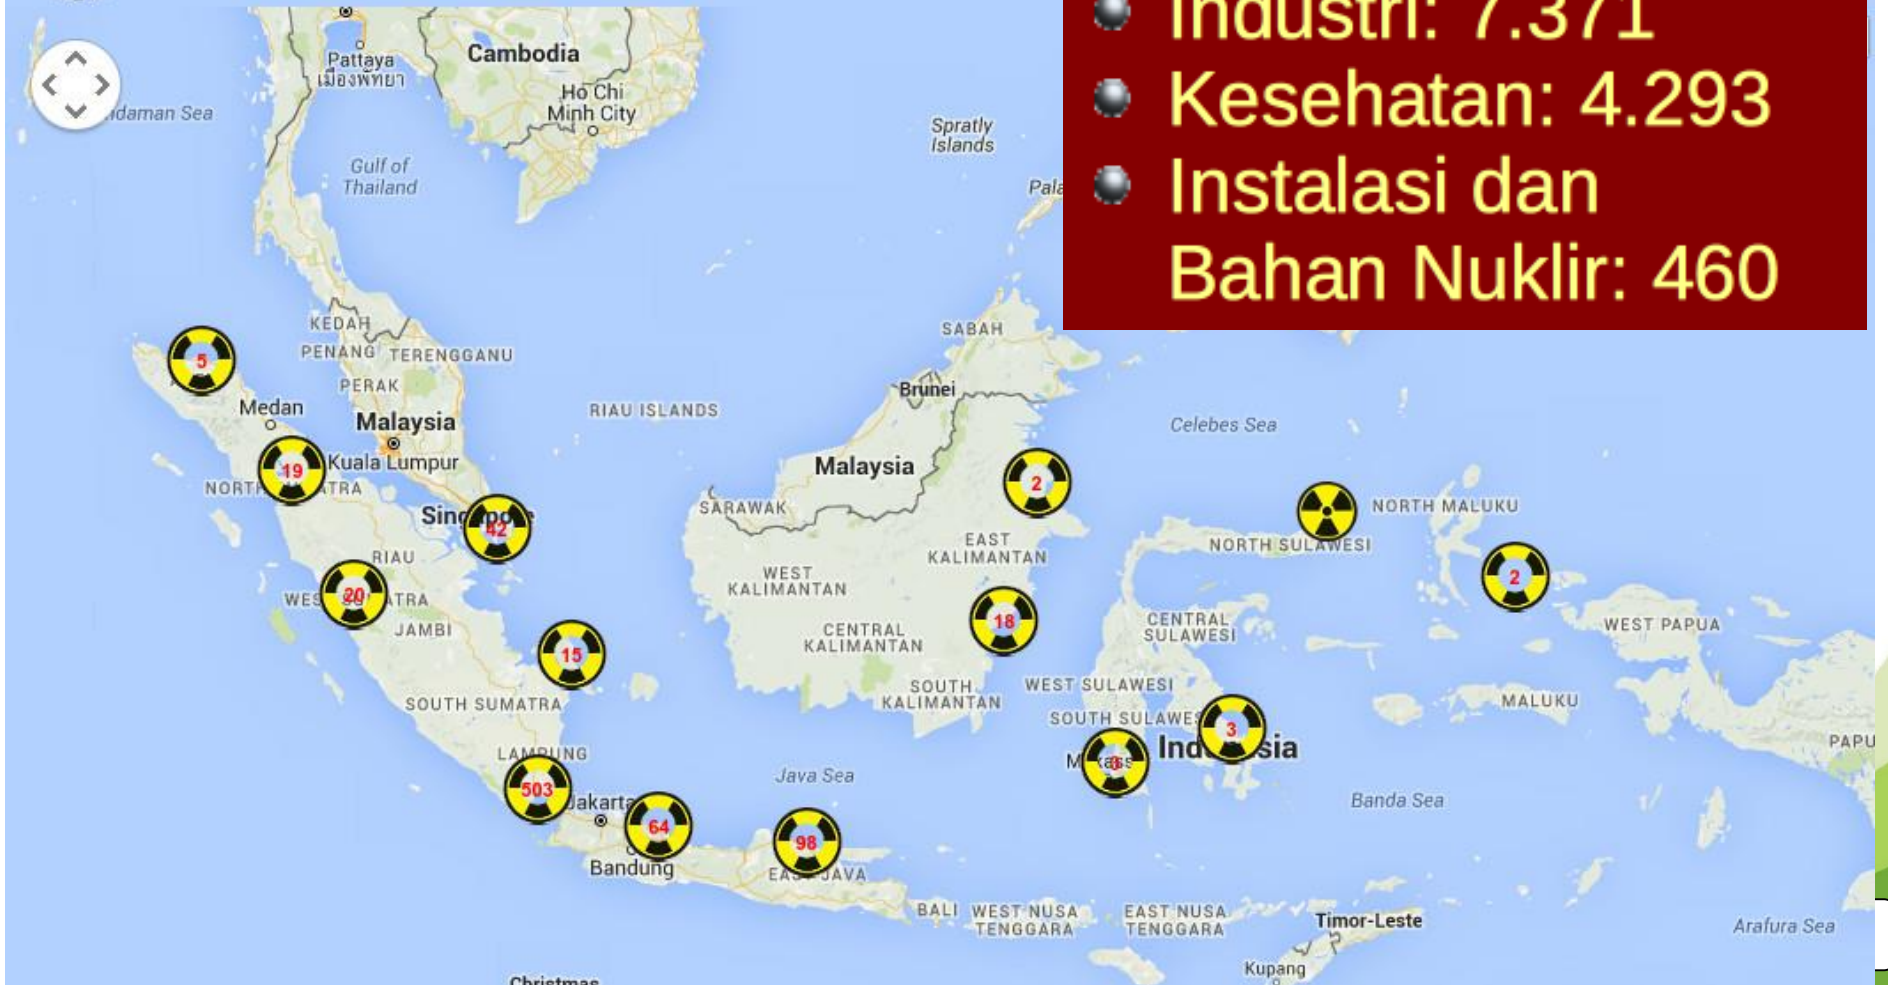 Industri: 7.371
Kesehatan: 4.293
Instalasi dan
Bahan Nuklir: 460
Pattaya
เมืองพัทยา
Cambodia
Ho Chi
Minh City
Gulf of
Thailand
Spratly
Islands
KEDAH
PENANG
TERENGGANU
PERAK
SABAH
5
Medan
Malaysia
RIAU ISLANDS
Brunei
Celebes Sea
19
Kuala Lumpur
Malaysia
2
SARAWAK
NORTH MALUKU
42
EAST
KALIMANTAN
NORTH SULAWESI
RIAU
WEST
KALIMANTAN
2
20
JAMBI
18
CENTRAL
KALIMANTAN
CENTRAL
SULAWESI
WEST PAPUA
15
SOUTH
KALIMANTAN
WEST SULAWESI
SOUTH SUMATRA
MALUKU
3
LAMPUNG
Java Sea
503
Jakarta
64
98
Banda Sea
Bandung
BALI
WEST NUSA
TENGGARA
EAST NUSA
TENGGARA
Timor-Leste
Arafura Sea
Kupang
Christmas